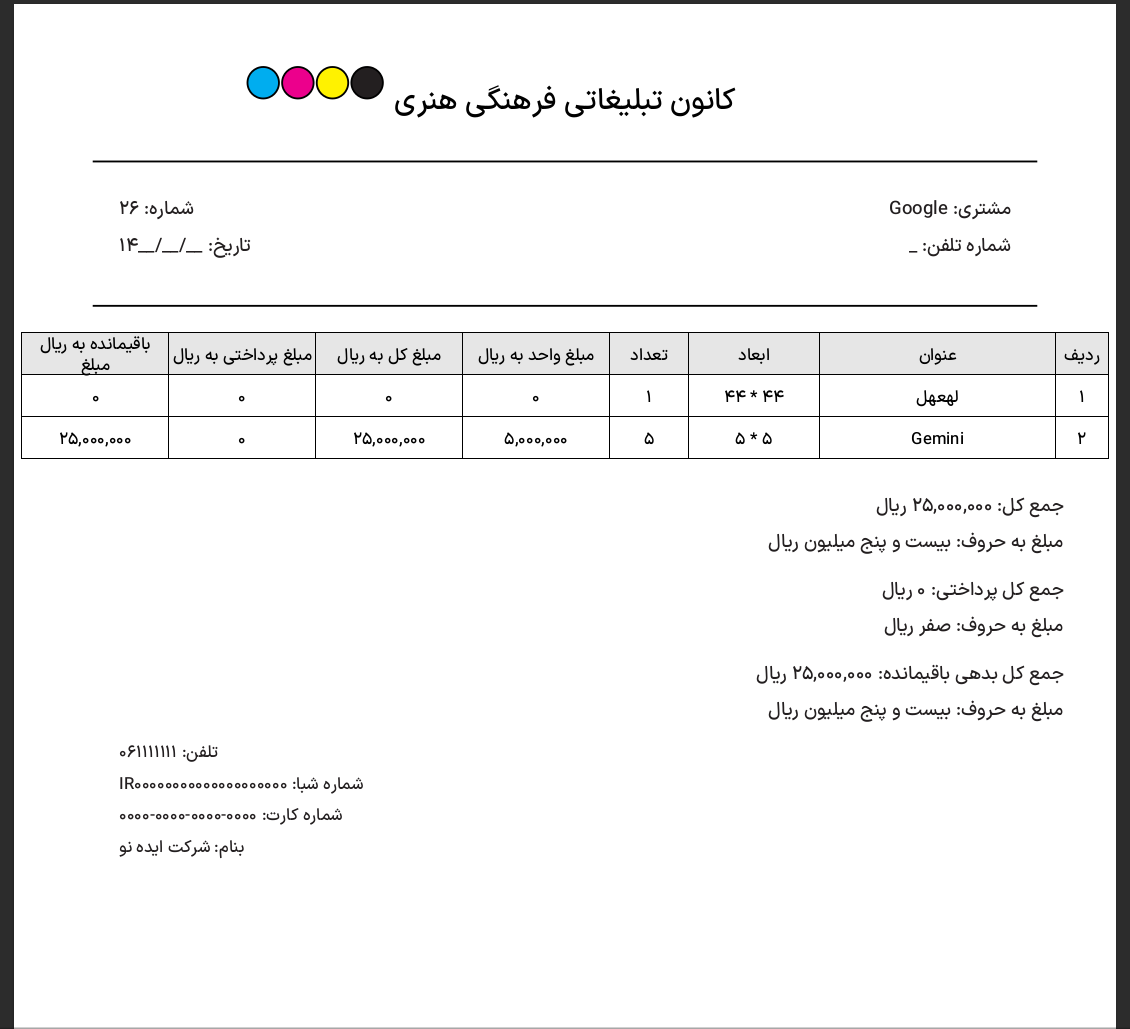 کانون تبلیغاتی فرهنگی هنری
مشتری: Google
شماره: ۲۶
شماره تلفن: _
تاریخ: __/__/__۱۴
ردیف عنوان ابعاد تعداد مبلغ واحد به ریال مبلغ کل به ریال مبلغ پرداختی به ریال باقیمانده به ریال
مبلغ
۱ لهعهل ۴۴ * ۴۴ ۱ ۰ ۰ ۰ ۰
۲ Gemini ۵ * ۵ ۵ ۵,۰۰۰,۰۰۰ ۲۵,۰۰۰,۰۰۰ ۰ ۲۵,۰۰۰,۰۰۰
جمع کل: ۲۵,۰۰۰,۰۰۰ ریال
مبلغ به حروف: بیست و پنج میلیون ریال
جمع کل پرداختی: ۰ ریال
مبلغ به حروف: صفر ریال
جمع کل بدهی باقیمانده: ۲۵,۰۰۰,۰۰۰ ریال
مبلغ به حروف: بیست و پنج میلیون ریال
تلفن: ۰۶۱۱۱۱۱۱۱
شماره شبا: IR۰۰۰۰۰۰۰۰۰۰۰۰۰۰۰۰۰۰۰۰
شماره کارت: ۰۰۰۰-۰۰۰۰-۰۰۰۰-۰۰۰۰
بنام: شرکت ایده نو